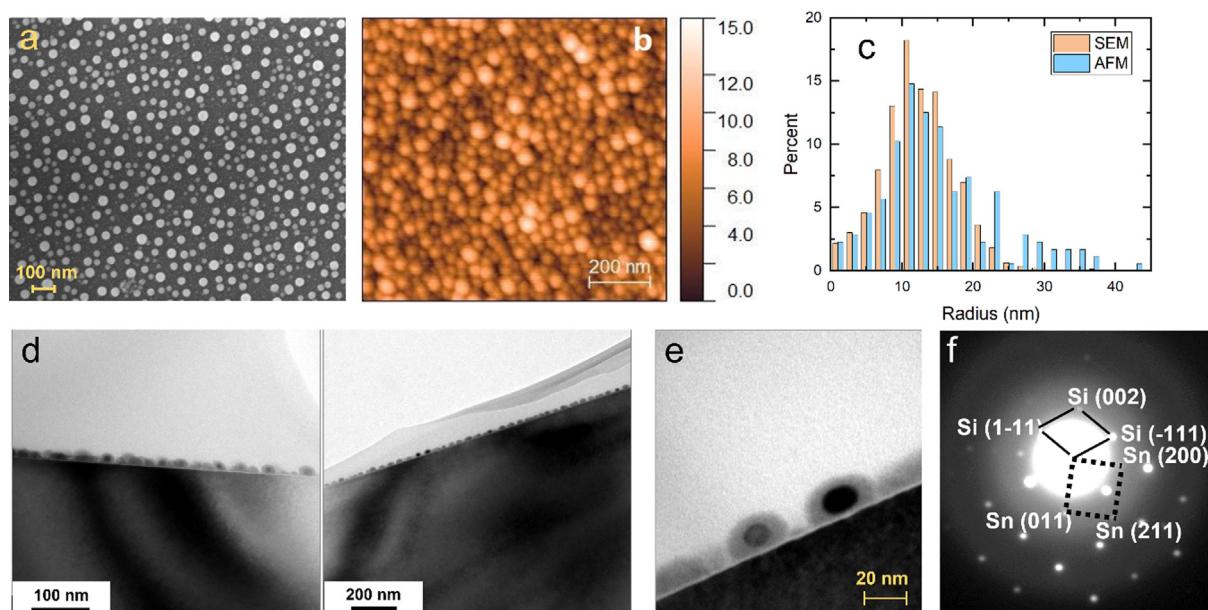 a
100 nm
b
200 nm
15.0
12.0
10.0
8.0
6.0
4.0
0.0
c
SEM
AFM
20
15
10
5
0
Percent
0 10 20 30 40
Radius (nm)
d
100 nm
200 nm
e
20 nm
f
Si (002)
Si (1-11)
Si (-111)
Sn (200)
Sn (011)
Sn (211)